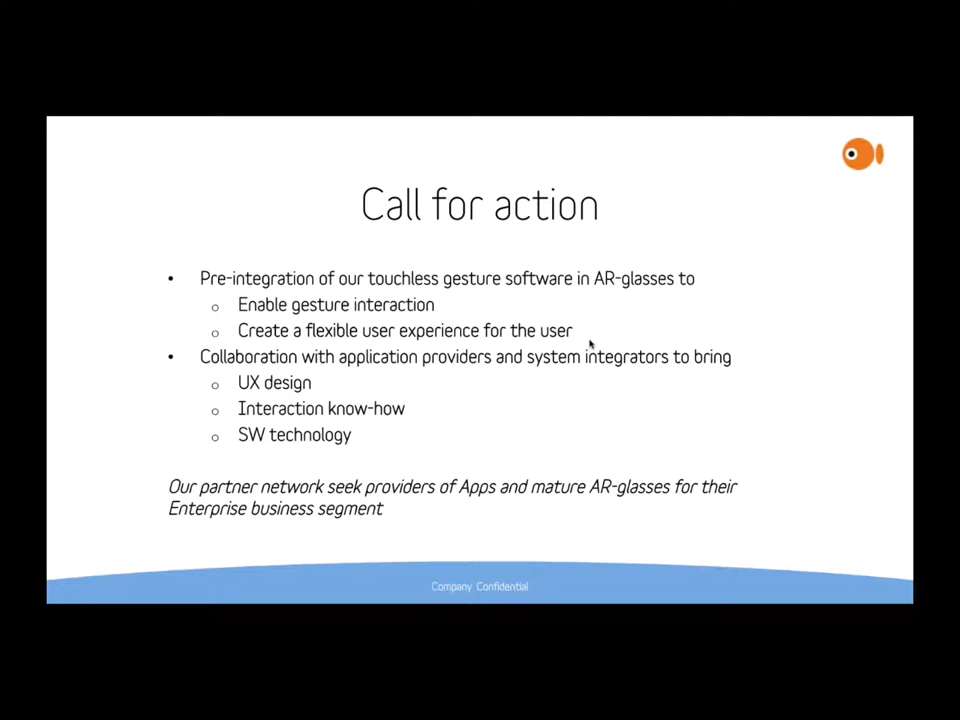 Call for action
• Pre-integration of our touchless gesture software in AR-glasses to
o Enable gesture interaction
o Create a flexible user experience for the user
• Collaboration with application providers and system integrators to bring
o UX design
o Interaction know-how
o SW technology
Our partner network seek providers of Apps and mature AR-glasses for their
Enterprise business segment
Company Confidential